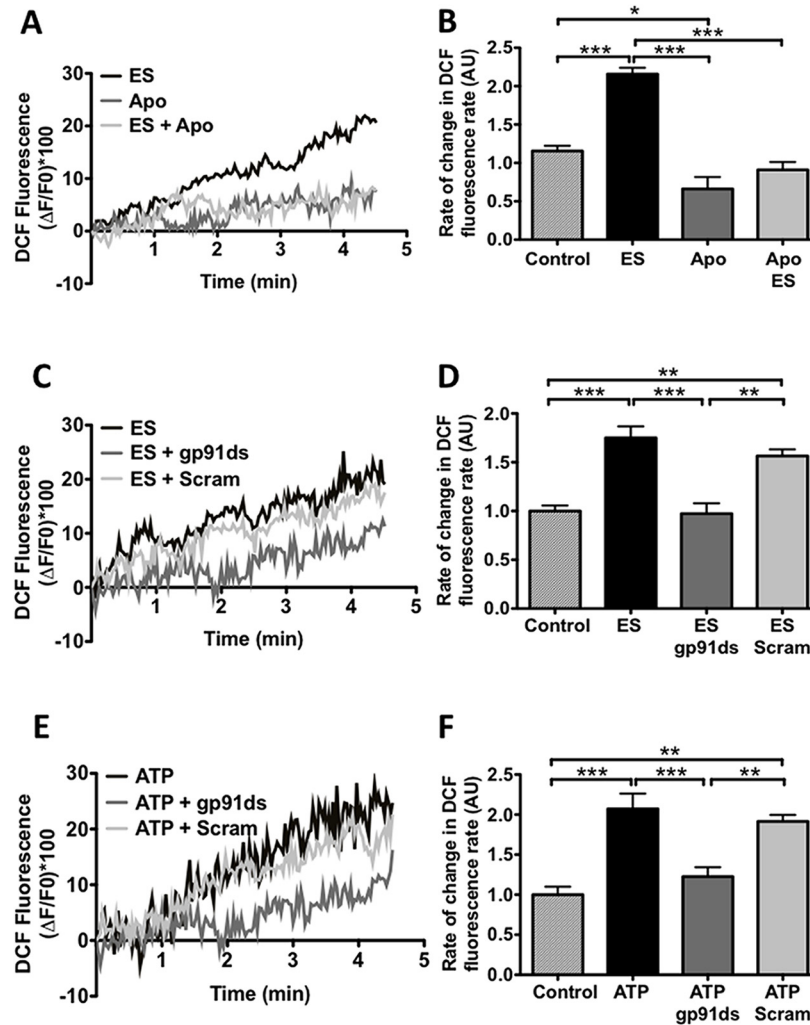 A
ES
Apo
ES + Apo
DCF Fluorescence
(ΔF/F0)*100
30
20
10
0
-10
1
2
3
4
5
Time (min)
B
*
***
***
***
Rate of change in DCF
fluorescence rate (AU)
2.5
2.0
1.5
1.0
0.5
0.0
Control
ES
Apo
Apo
ES
C
ES
ES + gp91ds
ES + Scram
DCF Fluorescence
(ΔF/F0)*100
30
20
10
0
-10
1
2
3
4
5
Time (min)
D
**
***
***
**
Rate of change in DCF
fluorescence rate (AU)
2.0
1.5
1.0
0.5
0.0
Control
ES
ES
gp91ds
ES
Scram
E
ATP
ATP + gp91ds
ATP + Scram
DCF Fluorescence
(ΔF/F0)*100
30
20
10
0
-10
1
2
3
4
5
Time (min)
F
**
***
***
**
Rate of change in DCF
fluorescence rate (AU)
2.5
2.0
1.5
1.0
0.5
0.0
Control
ATP
ATP
gp91ds
ATP
Scram